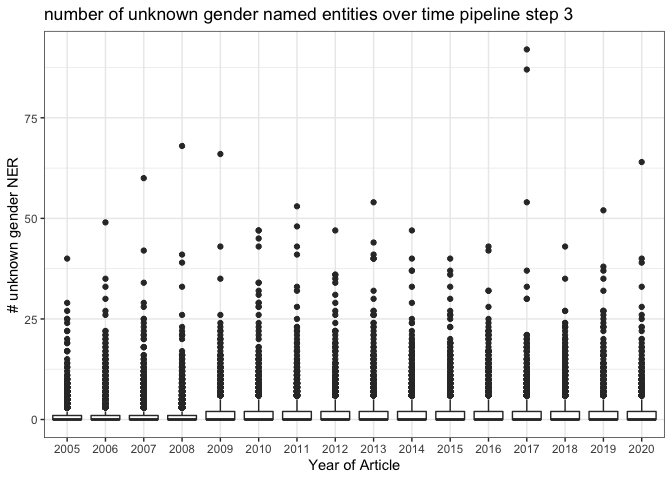 number of unknown gender named entities over time pipeline step 3
# unknown gender NER
75
50
25
0
2005 2006 2007 2008 2009 2010 2011 2012 2013 2014 2015 2016 2017 2018 2019 2020
Year of Article